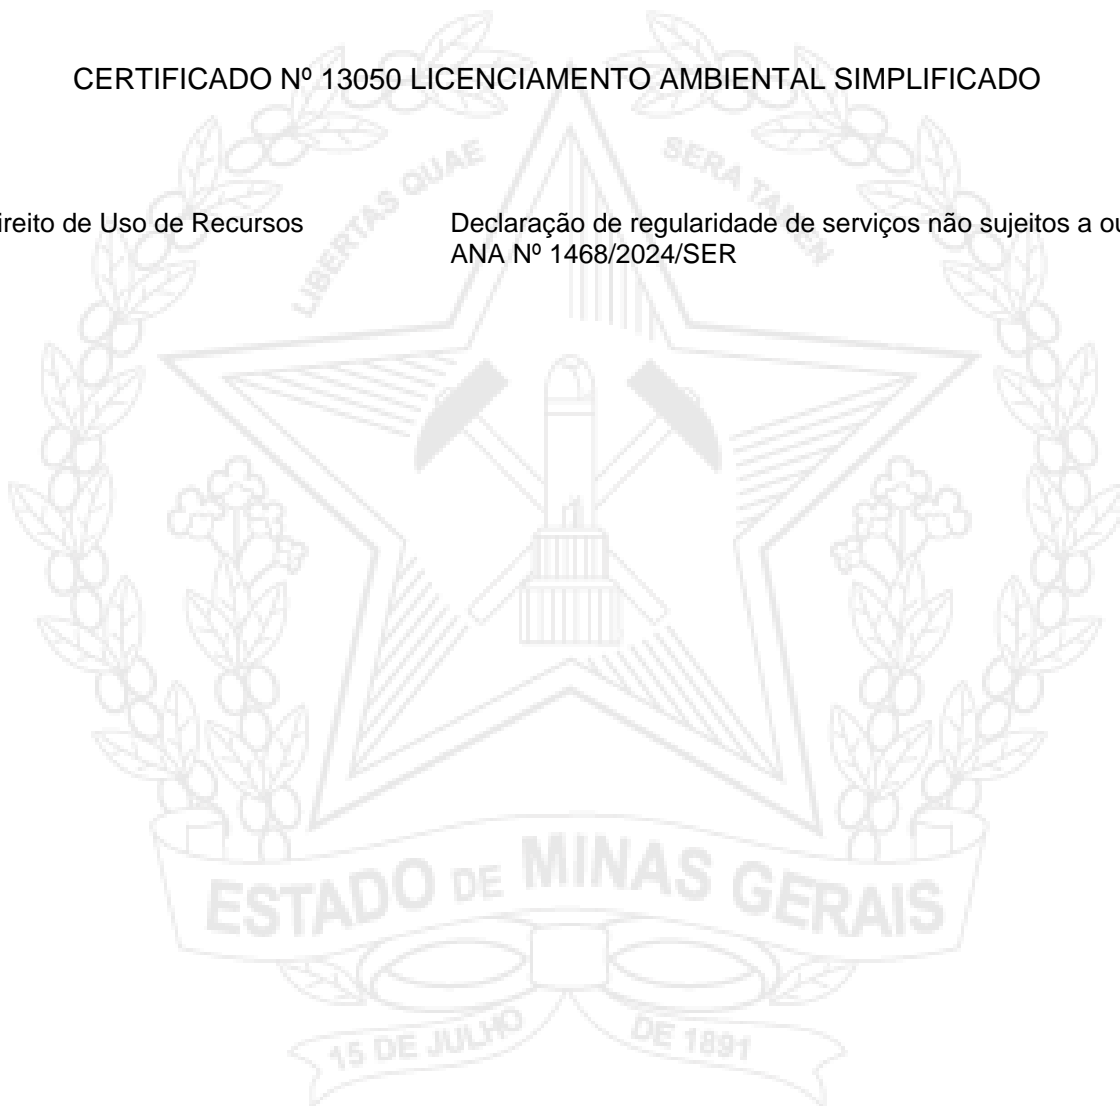 CERTIFICADO Nº 13050 LICENCIAMENTO AMBIENTAL SIMPLIFICADO
LIBERTAS QUAE SERA TAMEN
ireito de Uso de Recursos Declaração de regularidade de serviços não sujeitos a ou
ANA Nº 1468/2024/SER
ESTADO DE MINAS GERAIS
15 DE JULHO DE 1891